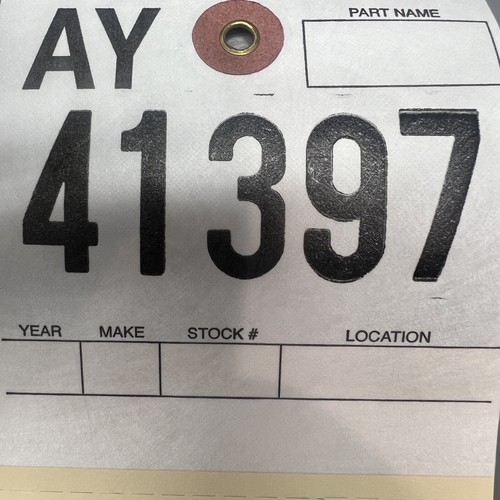 AY
PART NAME
41397
YEAR MAKE STOCK # LOCATION